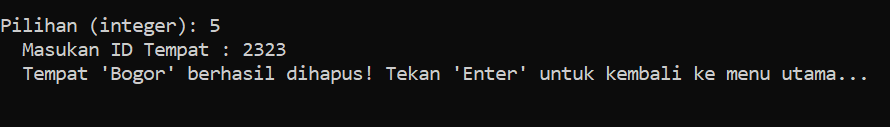 Pilihan (integer): 5
Masukan ID Tempat : 2323
Tempat 'Bogor' berhasil dihapus! Tekan 'Enter' untuk kembali ke menu utama...